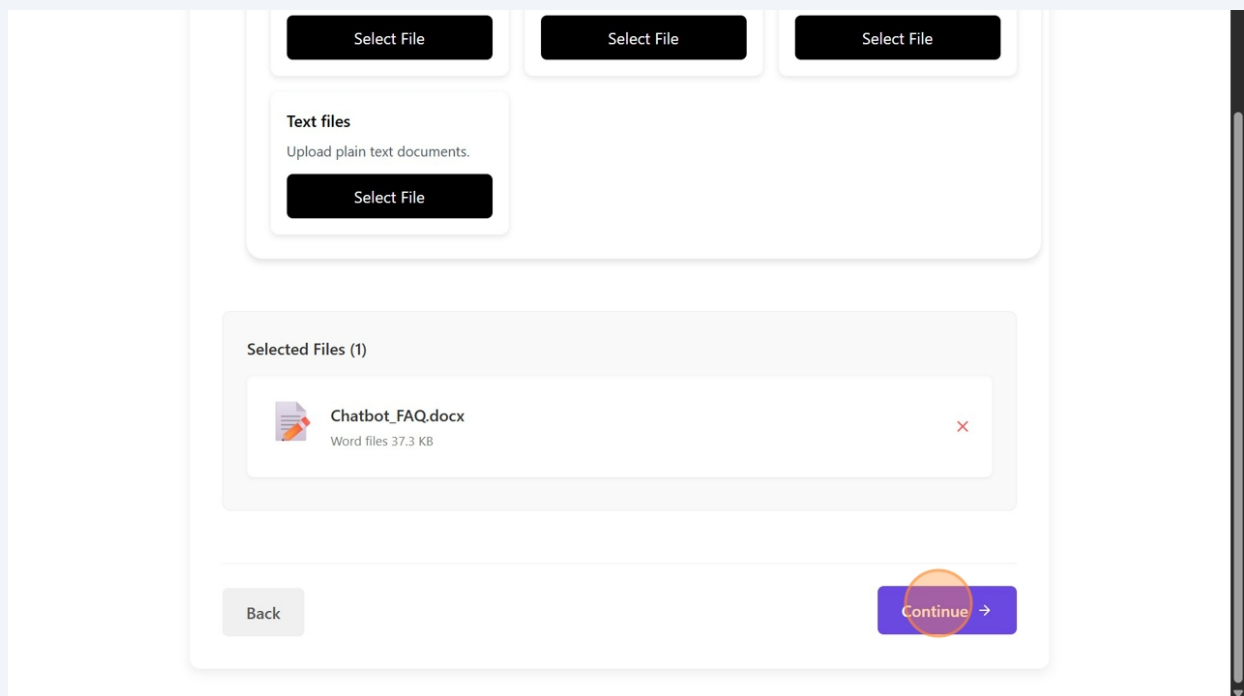 Select File
Select File
Select File
Text files
Upload plain text documents.
Select File
Selected Files (1)
Chatbot_FAQ.docx
Word files 37.3 KB
Back
Continue →